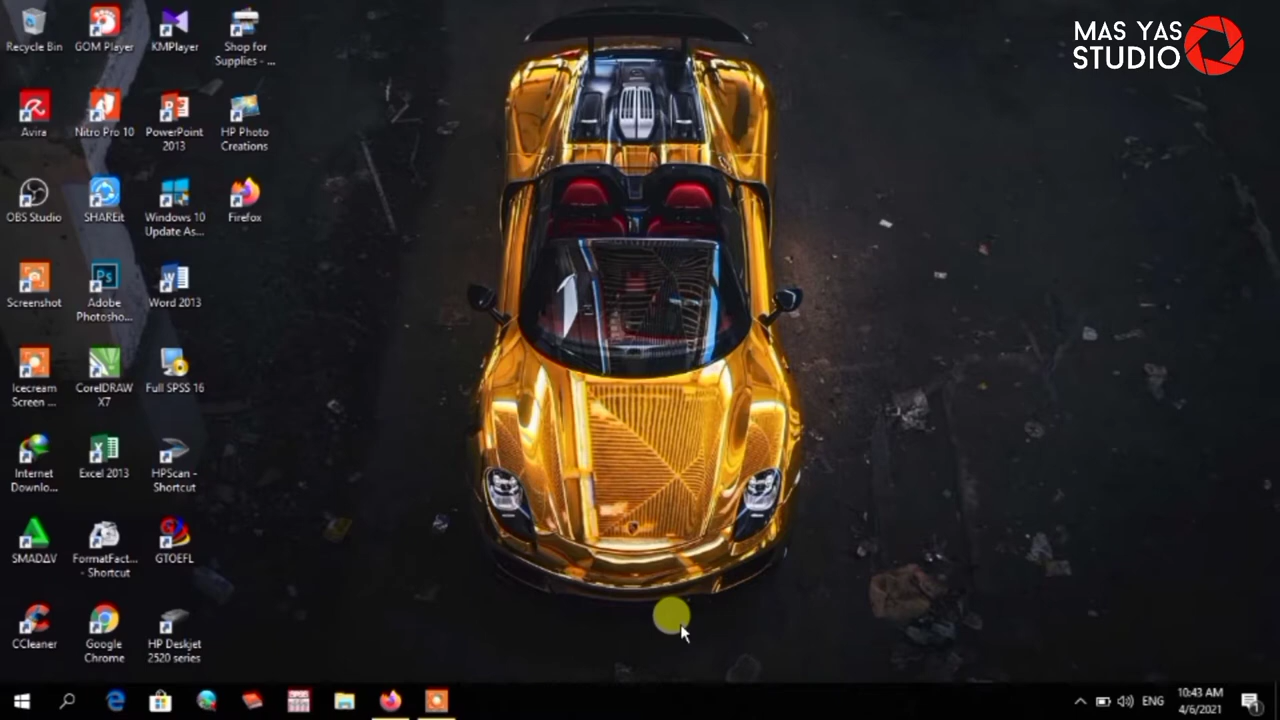 MAS YAS
STUDIO
Recycle Bin
GOM Player
KMPlayer
Shop for
Supplies - ...
Avira
Nitro Pro 10
PowerPoint
2013
HP Photo
Creations
OBS Studio
SHAREit
Windows 10
Update As...
Firefox
Screenshot
Adobe
Photosho...
Word 2013
Icecream
Screen ...
CorelDRAW
X7
Full SPSS 16
Internet
Downlo...
Excel 2013
HPScan -
Shortcut
SMADΔV
FormatFact...
- Shortcut
GTOEFL
CCleaner
Google
Chrome
HP Deskjet
2520 series
ENG
10:43 AM
4/6/2021
1